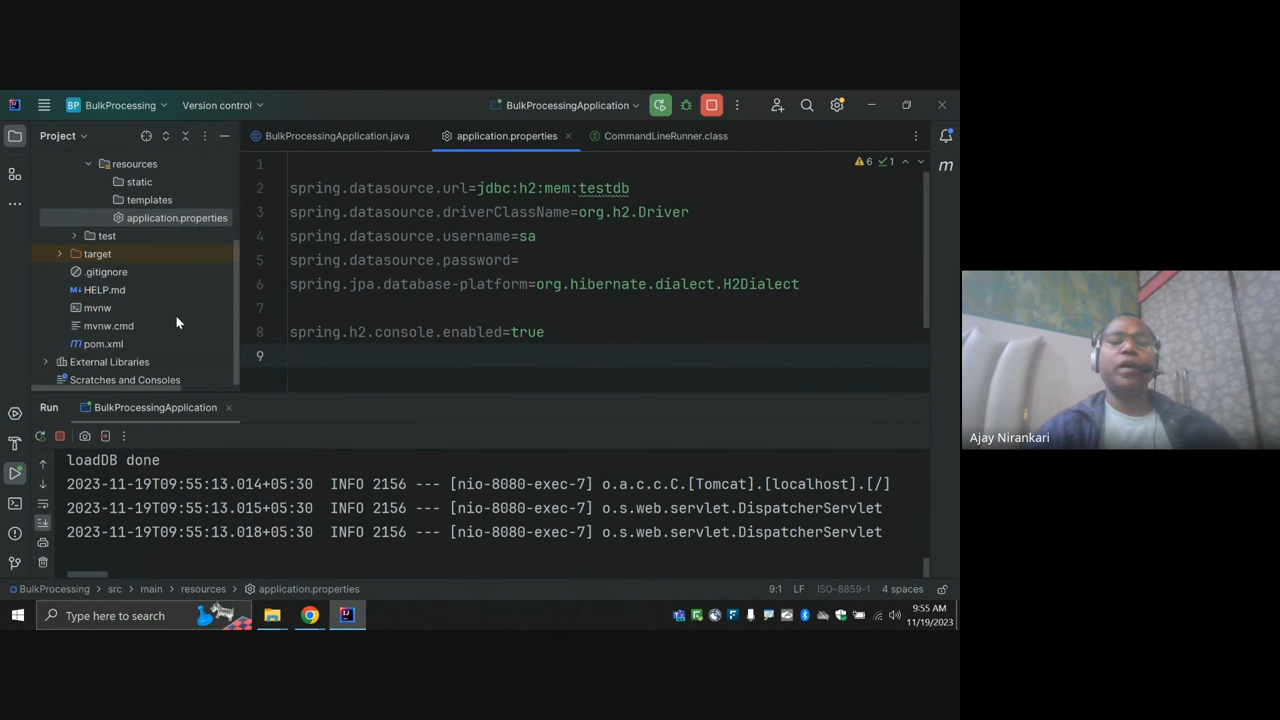 BP BulkProcessing Version control BulkProcessingApplication
Project
BulkProcessingApplication.java application.properties CommandLineRunner.class
resources
static
templates
application.properties
test
target
.gitignore
HELP.md
mvnw
mvnw.cmd
pom.xml
External Libraries
Scratches and Consoles
6 1
1
2 spring.datasource.url=jdbc:h2:mem:testdb
3 spring.datasource.driverClassName=org.h2.Driver
4 spring.datasource.username=sa
5 spring.datasource.password=
6 spring.jpa.database-platform=org.hibernate.dialect.H2Dialect
7
8 spring.h2.console.enabled=true
9
m
Run BulkProcessingApplication
loadDB done
2023-11-19T09:55:13.014+05:30 INFO 2156 --- [nio-8080-exec-7] o.a.c.c.C.[Tomcat].[localhost].[/]
2023-11-19T09:55:13.015+05:30 INFO 2156 --- [nio-8080-exec-7] o.s.web.servlet.DispatcherServlet
2023-11-19T09:55:13.018+05:30 INFO 2156 --- [nio-8080-exec-7] o.s.web.servlet.DispatcherServlet
BulkProcessing > src > main > resources > application.properties 9:1 LF ISO-8859-1 4 spaces
Type here to search
9:55 AM
11/19/2023
Ajay Nirankari